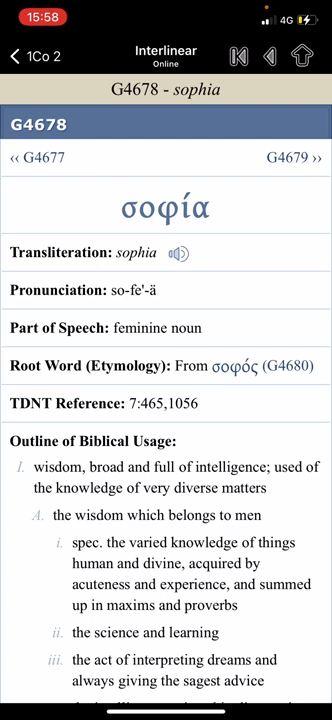 15:58
4G
1Co 2
Interlinear
Online
G4678 - sophia
G4678
‹‹ G4677
G4679 ››
σοφία
Transliteration: sophia
Pronunciation: so-fe'-ä
Part of Speech: feminine noun
Root Word (Etymology): From σοφός (G4680)
TDNT Reference: 7:465,1056
Outline of Biblical Usage:
I. wisdom, broad and full of intelligence; used of
the knowledge of very diverse matters
A. the wisdom which belongs to men
i. spec. the varied knowledge of things
human and divine, acquired by
acuteness and experience, and summed
up in maxims and proverbs
ii. the science and learning
iii. the act of interpreting dreams and
always giving the sagest advice